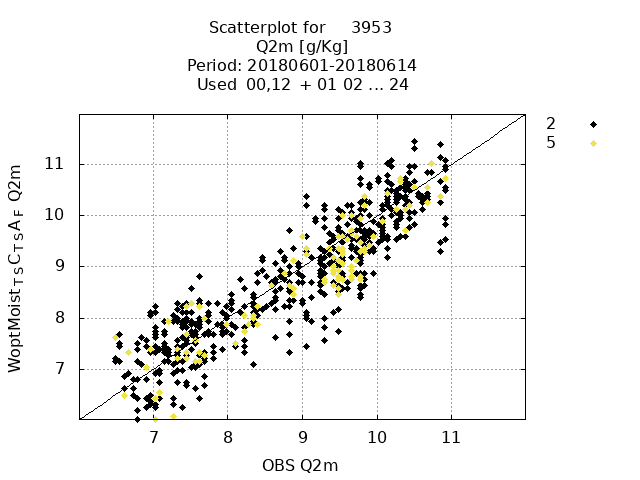 Scatterplot for 3953
Q2m [g/Kg]
Period: 20180601-20180614
Used 00,12 + 01 02 ... 24
2
5
WoptMoist_TS C_TS A_F Q2m
11
10
9
8
7
7 8 9 10 11
OBS Q2m